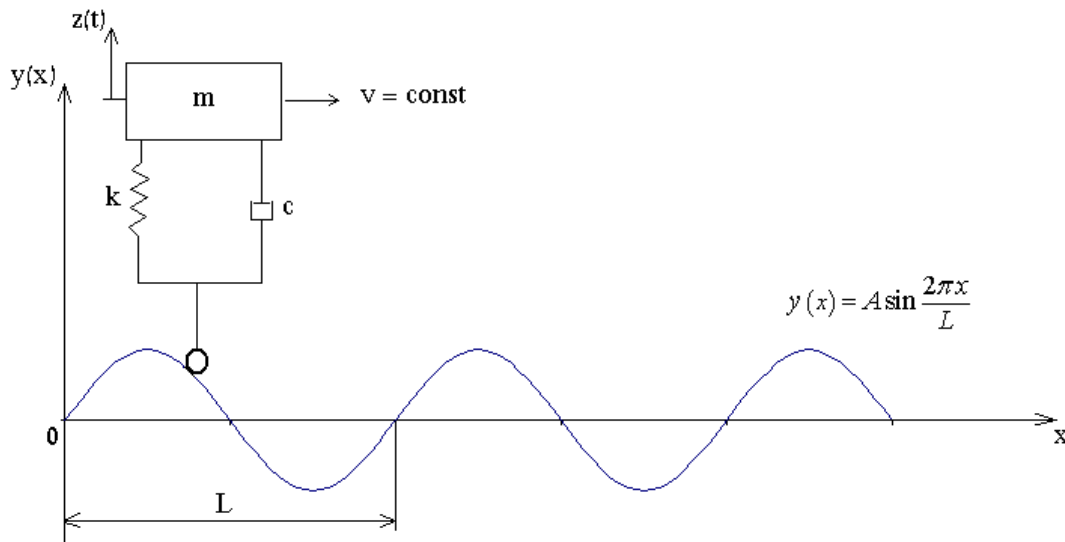 z(t)
y(x)
m
v = const
k
c
y(x) = A sin 2πx/L
0
x
L